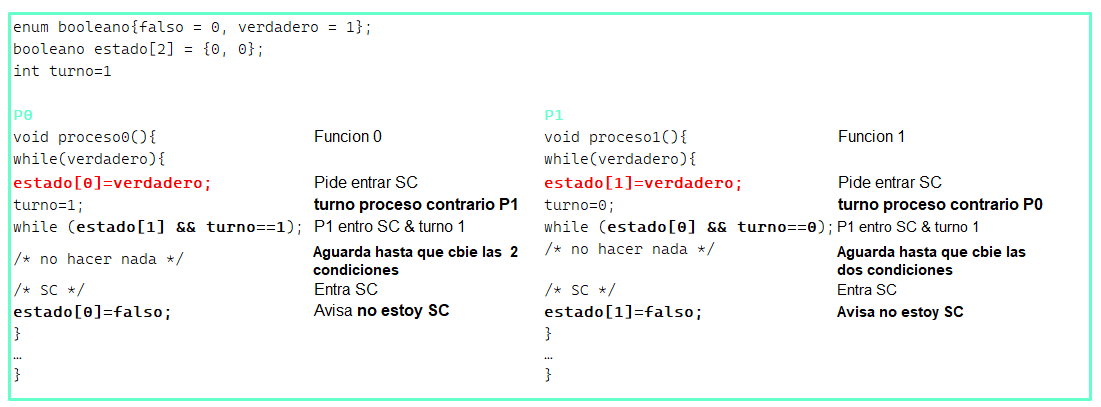 enum booleano{falso = 0, verdadero = 1};
booleano estado[2] = {0, 0};
int turno=1
P0
void proceso0(){ Funcion 0
while(verdadero){
estado[0]=verdadero; Pide entrar SC
turno=1; turno proceso contrario P1
while (estado[1] && turno==1); P1 entro SC & turno 1
/* no hacer nada */ Aguarda hasta que cbie las 2
condiciones
/* SC */ Entra SC
estado[0]=falso; Avisa no estoy SC
}
…
}
P1
void proceso1(){ Funcion 1
while(verdadero){
estado[1]=verdadero; Pide entrar SC
turno=0; turno proceso contrario P0
while (estado[0] && turno==0); P1 entro SC & turno 1
/* no hacer nada */ Aguarda hasta que cbie las
dos condiciones
/* SC */ Entra SC
estado[1]=falso; Avisa no estoy SC
}
…
}